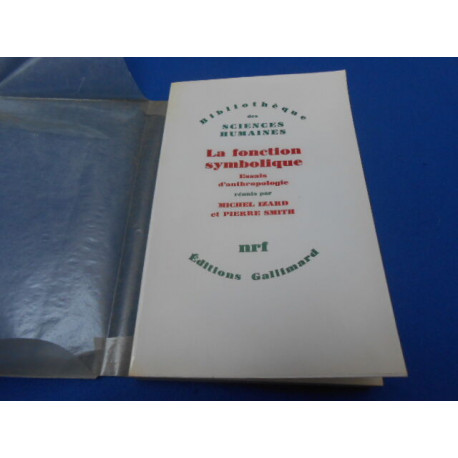 Bibliothèque
des
SCIENCES
HUMAINES
La fonction
symbolique
Essais
d'anthropologie
réunis par
MICHEL IZARD
et PIERRE SMITH
nrf
Éditions Gallimard